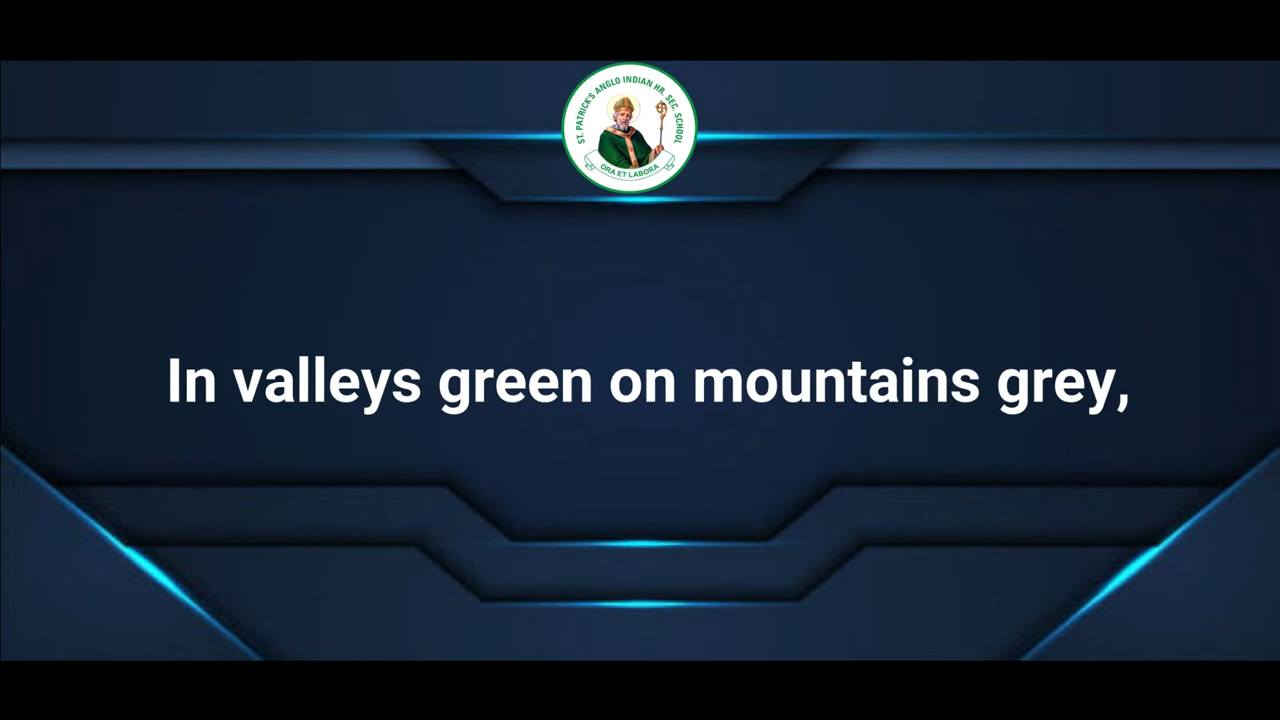 ST. PATRICK'S ANGLO INDIAN HR. SEC. SCHOOL
ORA ET LABORA
In valleys green on mountains grey,